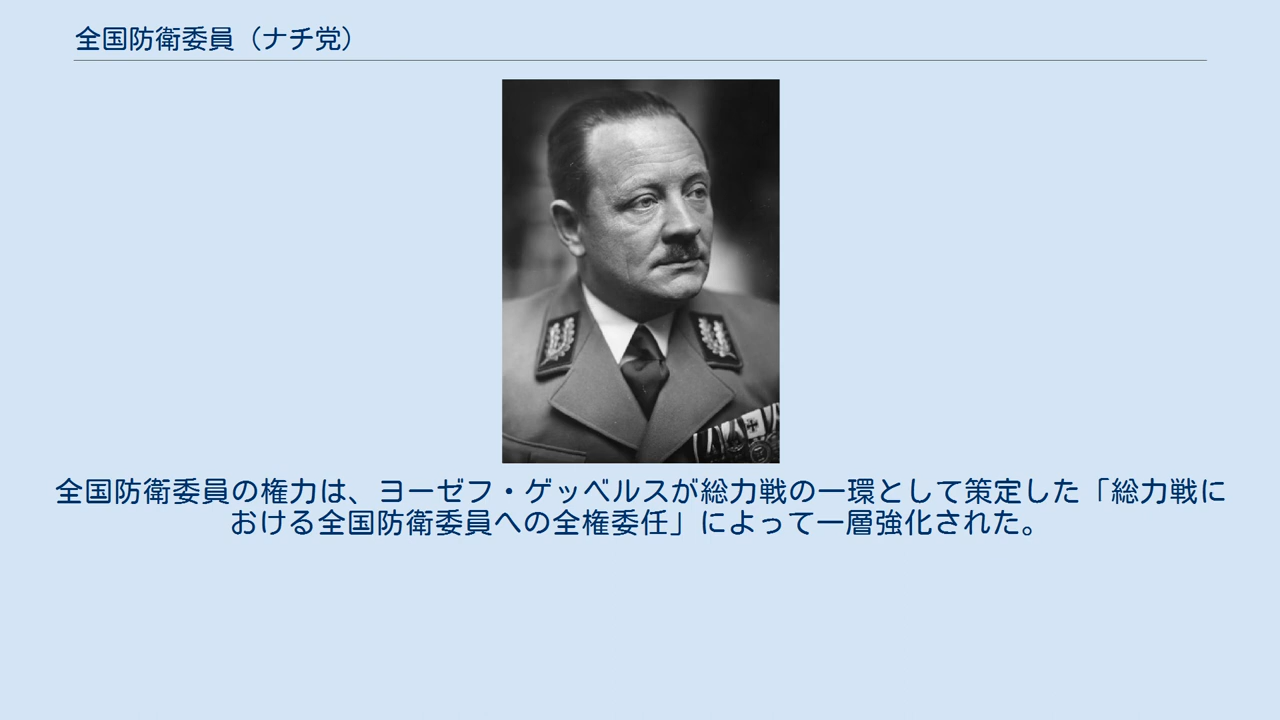 全国防衛委員（ナチ党）
全国防衛委員の権力は、ヨーゼフ・ゲッベルスが総力戦の一環として策定した「総力戦に
おける全国防衛委員への全権委任」によって一層強化された。